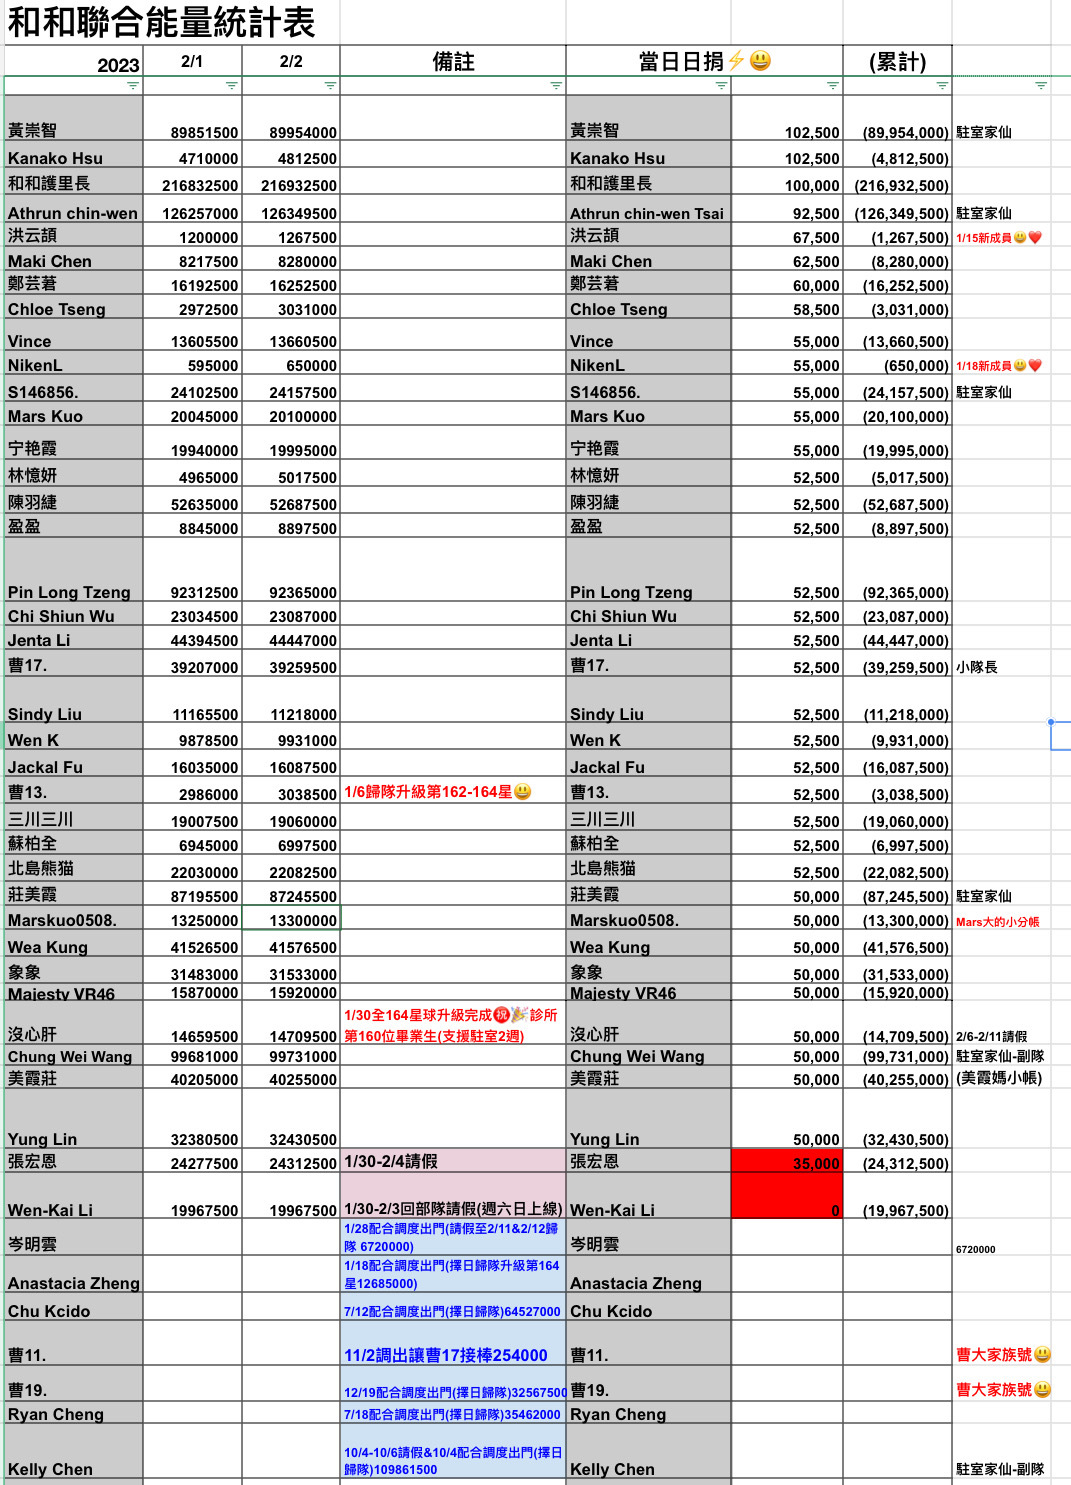 和和聯合能量統計表
2023 2/1 2/2 備註 當日日捐⚡😃 (累計)
黃崇智 89851500 89954000 黃崇智 102,500 (89,954,000) 駐室家仙
Kanako Hsu 4710000 4812500 Kanako Hsu 102,500 (4,812,500)
和和護里長 216832500 216932500 和和護里長 100,000 (216,932,500)
Athrun chin-wen 126257000 126349500 Athrun chin-wen Tsai 92,500 (126,349,500) 駐室家仙
洪云頡 1200000 1267500 洪云頡 67,500 (1,267,500) 1/15新成員😃❤️
Maki Chen 8217500 8280000 Maki Chen 62,500 (8,280,000)
鄭芸荖 16192500 16252500 鄭芸荖 60,000 (16,252,500)
Chloe Tseng 2972500 3031000 Chloe Tseng 58,500 (3,031,000)
Vince 13605500 13660500 Vince 55,000 (13,660,500)
NikenL 595000 650000 NikenL 55,000 (650,000) 1/18新成員😃❤️
S146856. 24102500 24157500 S146856. 55,000 (24,157,500) 駐室家仙
Mars Kuo 20045000 20100000 Mars Kuo 55,000 (20,100,000)
宁艳霞 19940000 19995000 宁艳霞 55,000 (19,995,000)
林憶妍 4965000 5017500 林憶妍 52,500 (5,017,500)
陳羽緁 52635000 52687500 陳羽緁 52,500 (52,687,500)
盈盈 8845000 8897500 盈盈 52,500 (8,897,500)
Pin Long Tzeng 92312500 92365000 Pin Long Tzeng 52,500 (92,365,000)
Chi Shiun Wu 23034500 23087000 Chi Shiun Wu 52,500 (23,087,000)
Jenta Li 44394500 44447000 Jenta Li 52,500 (44,447,000)
曹17. 39207000 39259500 曹17. 52,500 (39,259,500) 小隊長
Sindy Liu 11165500 11218000 Sindy Liu 52,500 (11,218,000)
Wen K 9878500 9931000 Wen K 52,500 (9,931,000)
Jackal Fu 16035000 16087500 Jackal Fu 52,500 (16,087,500)
曹13. 2986000 3038500 1/6歸隊升級第162-164星😃 曹13. 52,500 (3,038,500)
三川三川 19007500 19060000 三川三川 52,500 (19,060,000)
蘇柏全 6945000 6997500 蘇柏全 52,500 (6,997,500)
北島熊猫 22030000 22082500 北島熊猫 52,500 (22,082,500)
莊美霞 87195500 87245500 莊美霞 50,000 (87,245,500) 駐室家仙
Marskuo0508. 13250000 13300000 Marskuo0508. 50,000 (13,300,000) Mars大的小分帳
Wea Kung 41526500 41576500 Wea Kung 50,000 (41,576,500)
象象 31483000 31533000 象象 50,000 (31,533,000)
Majesty VR46 15870000 15920000 Majesty VR46 50,000 (15,920,000)
1/30全164星球升級完成㊗️🎉診所
沒心肝 14659500 14709500 第160位畢業生(支援駐室2週) 沒心肝 50,000 (14,709,500) 2/6-2/11請假
Chung Wei Wang 99681000 99731000 Chung Wei Wang 50,000 (99,731,000) 駐室家仙-副隊
美霞莊 40205000 40255000 美霞莊 50,000 (40,255,000) (美霞媽小帳)
Yung Lin 32380500 32430500 Yung Lin 50,000 (32,430,500)
張宏恩 24277500 24312500 1/30-2/4請假 張宏恩 35,000 (24,312,500)
Wen-Kai Li 19967500 19967500 1/30-2/3回部隊請假(週六日上線) Wen-Kai Li 0 (19,967,500)
1/28配合調度出門(請假至2/11&2/12歸
岑明雲 隊 6720000) 岑明雲 6720000
1/18配合調度出門(擇日歸隊升級第164
Anastacia Zheng 星12685000) Anastacia Zheng
Chu Kcido 7/12配合調度出門(擇日歸隊)64527000 Chu Kcido
曹11. 11/2調出讓曹17接棒254000 曹11. 曹大家族號😃
曹19. 12/19配合調度出門(擇日歸隊)32567500 曹19. 曹大家族號😃
Ryan Cheng 7/18配合調度出門(擇日歸隊)35462000 Ryan Cheng
10/4-10/6請假&10/4配合調度出門(擇日
Kelly Chen 歸隊)109861500 Kelly Chen 駐室家仙-副隊